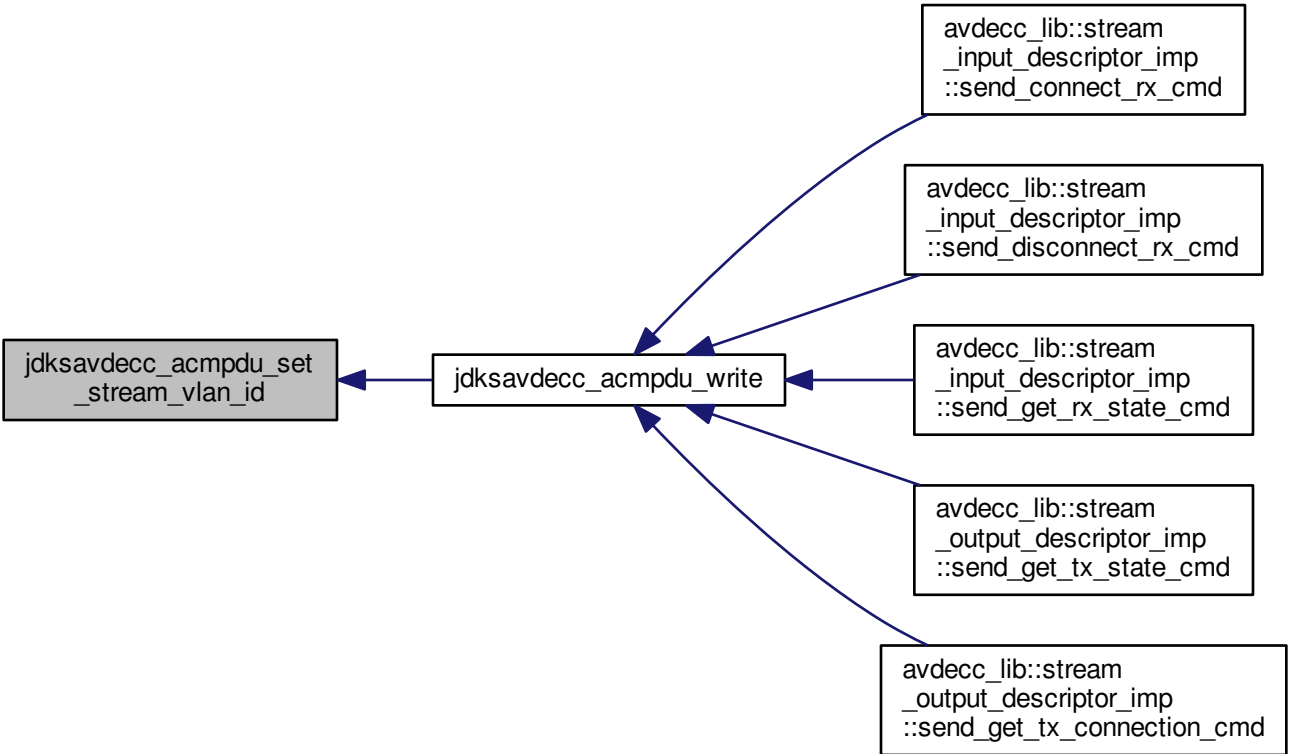 jdksavdecc_acmpdu_set
_stream_vlan_id
jdksavdecc_acmpdu_write
avdecc_lib::stream
_input_descriptor_imp
::send_connect_rx_cmd
avdecc_lib::stream
_input_descriptor_imp
::send_disconnect_rx_cmd
avdecc_lib::stream
_input_descriptor_imp
::send_get_rx_state_cmd
avdecc_lib::stream
_output_descriptor_imp
::send_get_tx_state_cmd
avdecc_lib::stream
_output_descriptor_imp
::send_get_tx_connection_cmd